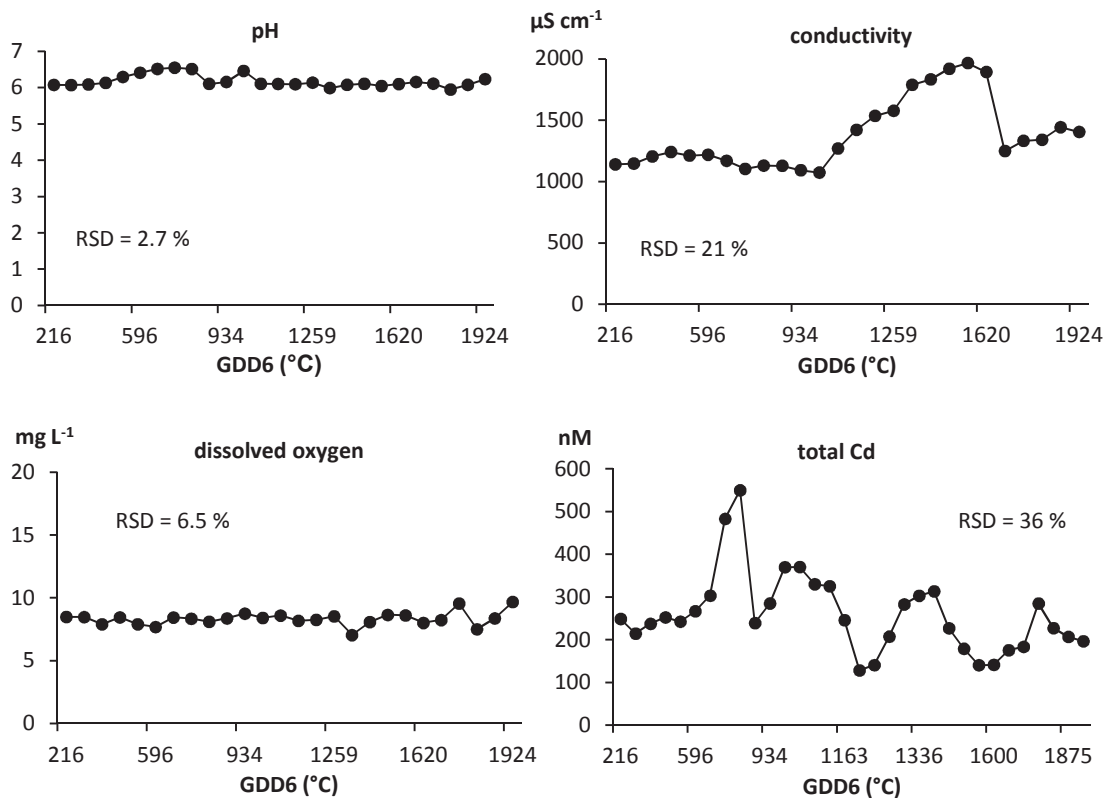 pH
7
6
5
4
3
2
1
0
RSD = 2.7 %
216 596 934 1259 1620 1924
GDD6 (°C)
µS cm-1
conductivity
2000
1500
1000
500
0
RSD = 21 %
216 596 934 1259 1620 1924
GDD6 (°C)
mg L-1
dissolved oxygen
20
15
10
5
0
RSD = 6.5 %
216 596 934 1259 1620 1924
GDD6 (°C)
nM
total Cd
600
500
400
300
200
100
0
RSD = 36 %
216 596 934 1163 1336 1600 1875
GDD6 (°C)